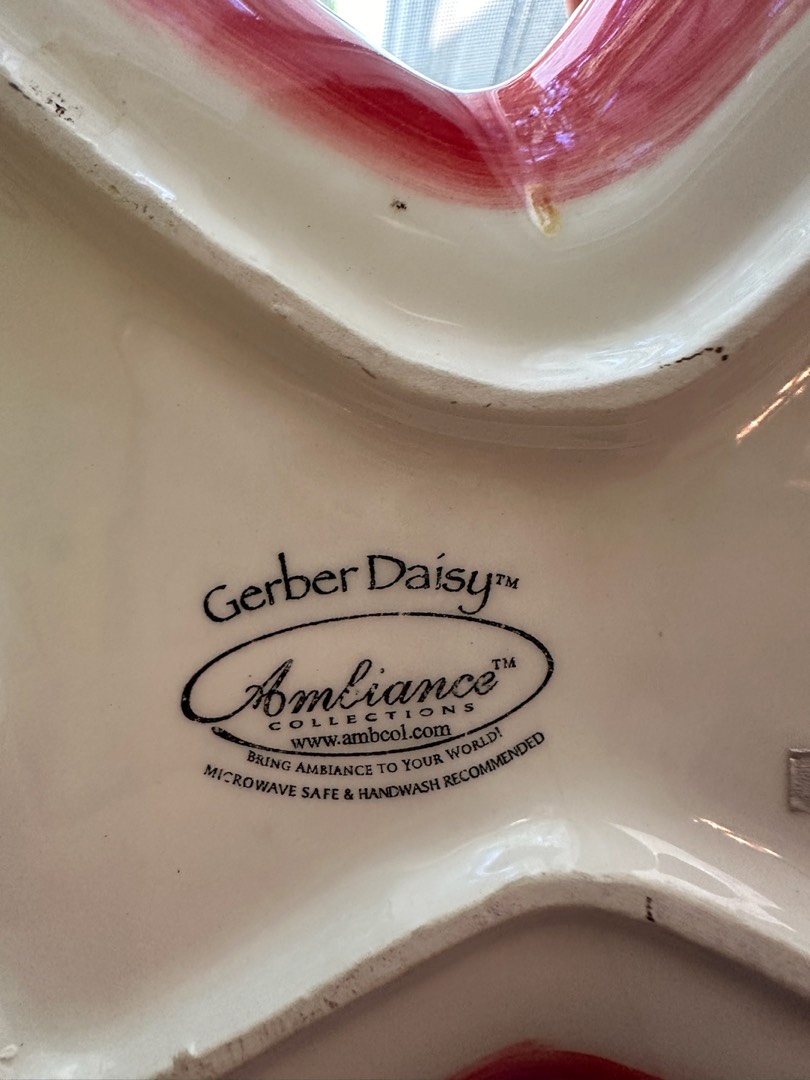 Gerber Daisy™
Ambiance™
COLLECTIONS
www.ambcol.com
BRING AMBIANCE TO YOUR WORLD!
MICROWAVE SAFE & HANDWASH RECOMMENDED